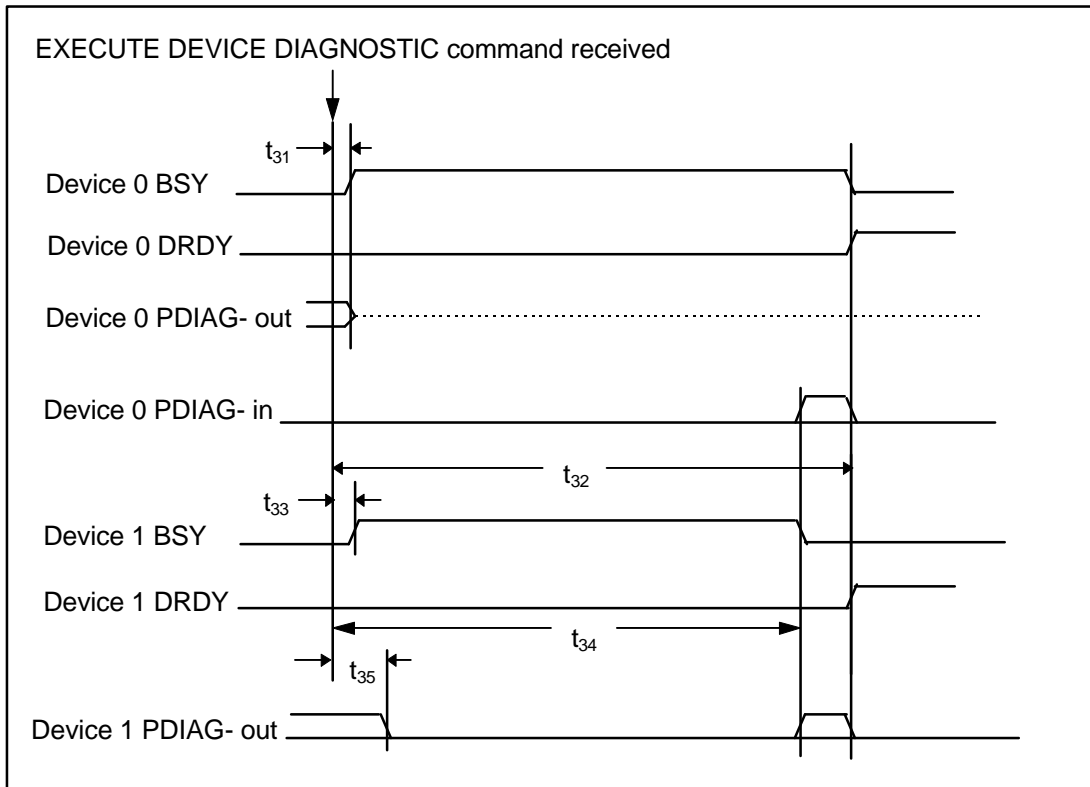 EXECUTE DEVICE DIAGNOSTIC command received
t31
Device 0 BSY
Device 0 DRDY
Device 0 PDIAG- out
Device 0 PDIAG- in
t32
t33
Device 1 BSY
Device 1 DRDY
t34
t35
Device 1 PDIAG- out